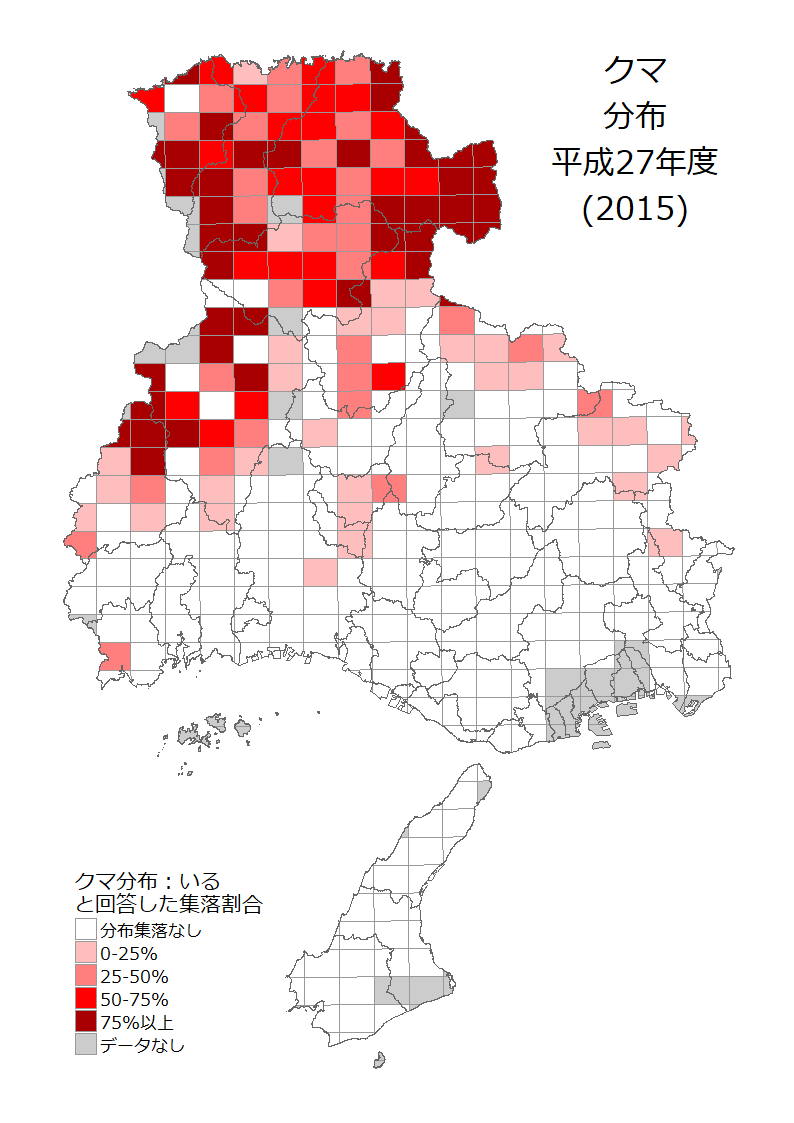 クマ
分布
平成27年度
(2015)
クマ分布：いる
と回答した集落割合
分布集落なし
0-25%
25-50%
50-75%
75%以上
データなし